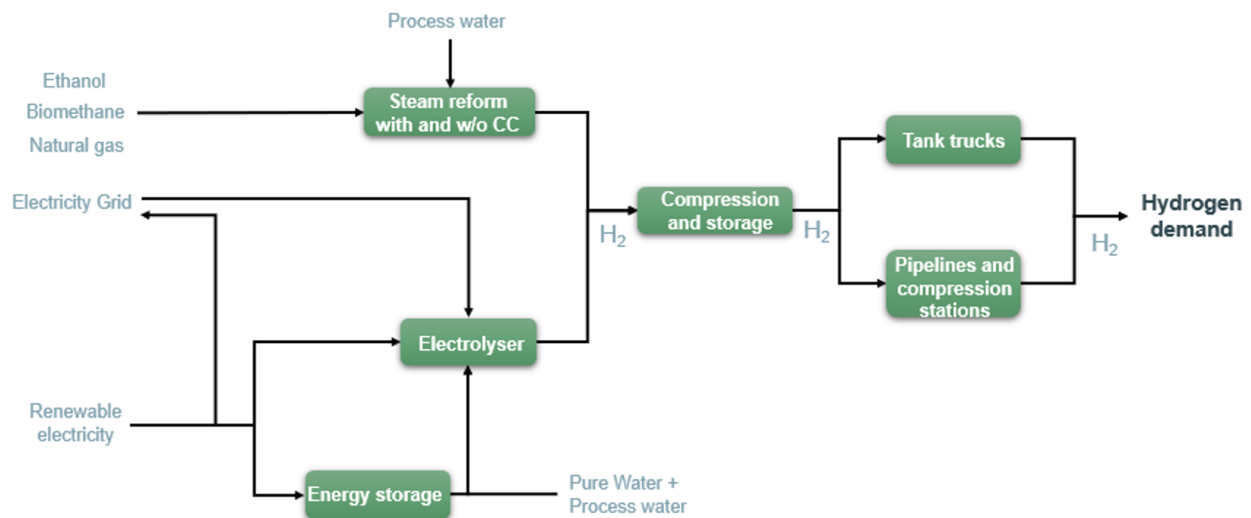 Process water
Ethanol
Biomethane
Natural gas
Steam reform
with and w/o CC
Electricity Grid
Tank trucks
Compression
and storage
H₂
H₂
Hydrogen
demand
H₂
Pipelines and
compression
stations
Electrolyser
Renewable
electricity
Energy storage
Pure Water +
Process water